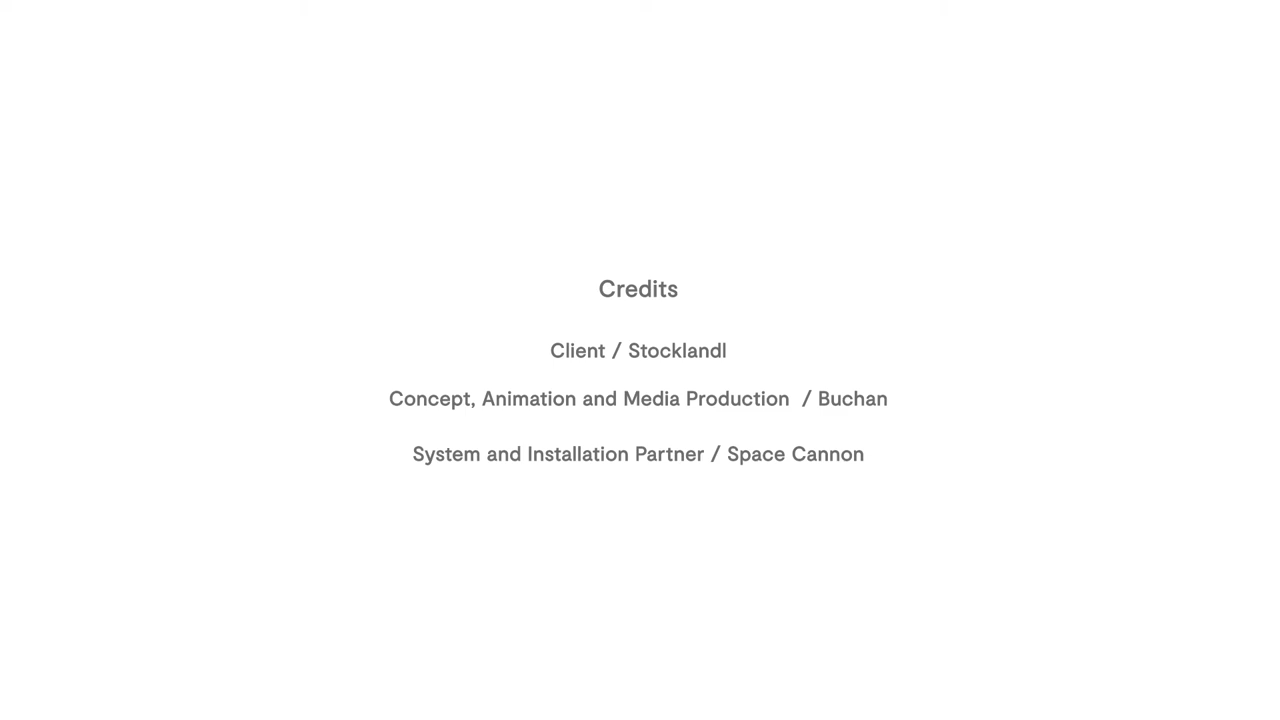 Credits
Client / Stocklandl
Concept, Animation and Media Production / Buchan
System and Installation Partner / Space Cannon